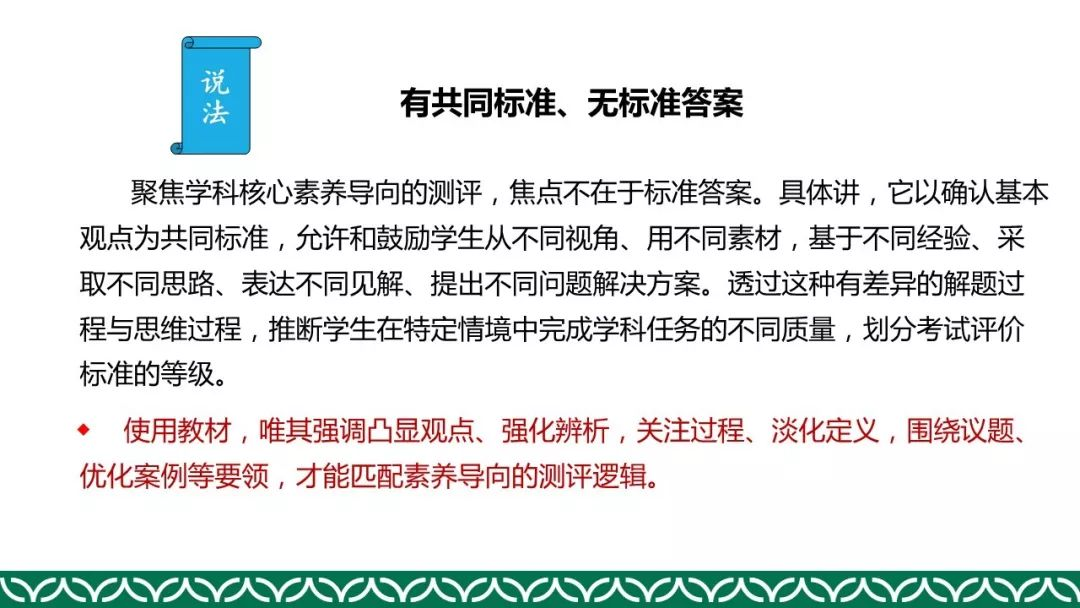 说
法
有共同标准、无标准答案
聚焦学科核心素养导向的测评，焦点不在于标准答案。具体讲，它以确认基本
观点为共同标准，允许和鼓励学生从不同视角、用不同素材，基于不同经验、采
取不同思路、表达不同见解、提出不同问题解决方案。透过这种有差异的解题过
程与思维过程，推断学生在特定情境中完成学科任务的不同质量，划分考试评价
标准的等级。
使用教材，唯其强调凸显观点、强化辨析，关注过程、淡化定义，围绕议题、
优化案例等要领，才能匹配素养导向的测评逻辑。